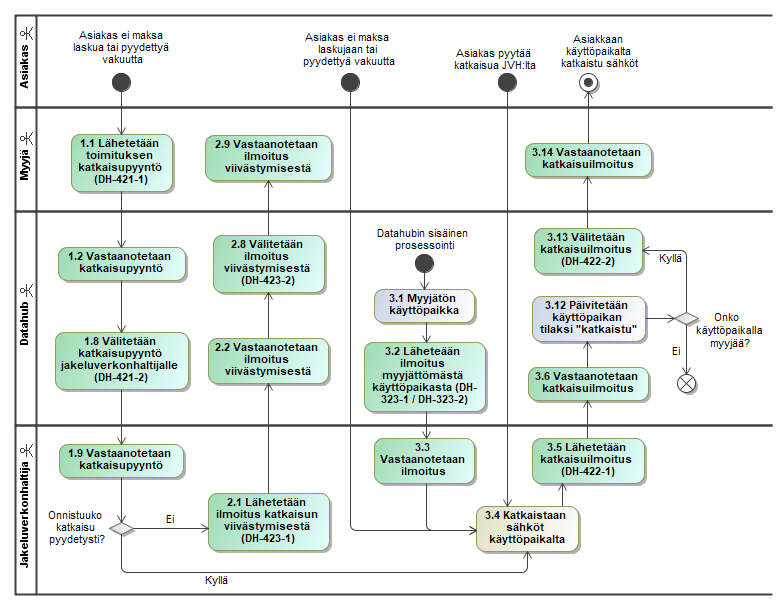 Asiakas
Asiakas ei maksa
laskua tai pyydettyä
vakuutta
Asiakas ei maksa
laskujaan tai
pyydettyä vakuutta
Asiakas pyytää
katkaisua JVH:lta
Asiakkaan
käyttöpaikalta
katkaistu sähköt
Myyjä
1.1 Lähetetään
toimituksen
katkaisupyyntö
(DH-421-1)
2.9 Vastaanotetaan
ilmoitus
viivästymisestä
3.14 Vastaanotetaan
katkaisuilmoitus
Datahub
1.2 Vastaanotetaan
katkaisupyyntö
1.8 Välitetään
katkaisupyyntö
jakeluverkonhaltijalle
(DH-421-2)
2.8 Välitetään
ilmoitus
viivästymisestä
(DH-423-2)
2.2 Vastaanotetaan
ilmoitus
viivästymisestä
Datahubin sisäinen
prosessointi
3.1 Myyjätön
käyttöpaikka
3.2 Läheteään
ilmoitus
myyjättömästä
käyttöpaikasta (DH-
323-1 / DH-323-2)
3.13 Välitetään
katkaisuilmoitus
(DH-422-2)
Kyllä
3.12 Päivitetään
käyttöpaikan
tilaksi "katkaistu"
Onko
käyttöpaikalla
myyjää?
Ei
3.6 Vastaanotetaan
katkaisuilmoitus
Jakeluverkonhaltija
1.9 Vastaanotetaan
katkaisupyyntö
Onnistuuko
katkaisu
pyydetysti?
Ei
Kyllä
2.1 Lähetetään
ilmoitus katkaisun
viivästymisestä
(DH-423-1)
3.3
Vastaanotetaan
ilmoitus
3.4 Katkaistaan
sähköt
käyttöpaikalta
3.5 Lähetetään
katkaisuilmoitus
(DH-422-1)